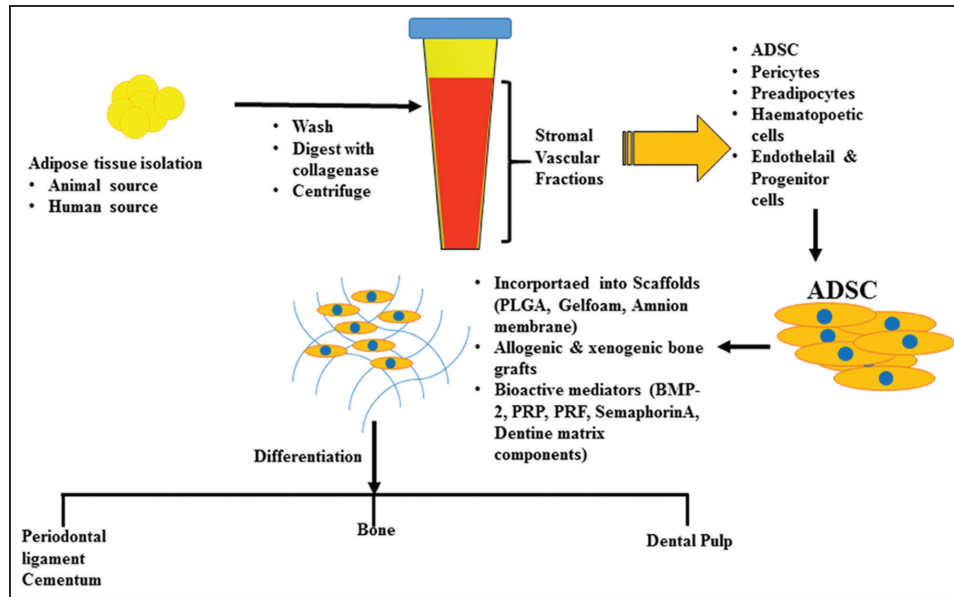 Adipose tissue isolation
• Animal source
• Human source
• Wash
• Digest with
collagenase
• Centrifuge
Stromal
Vascular
Fractions
• ADSC
• Pericytes
• Preadipocytes
• Haematopoetic
cells
• Endothelail &
Progenitor
cells
ADSC
• Incorportaed into Scaffolds
(PLGA, Gelfoam, Amnion
membrane)
• Allogenic & xenogenic bone
grafts
• Bioactive mediators (BMP-
2, PRP, PRF, SemaphorinA,
Dentine matrix
components)
Differentiation
Periodontal
ligament
Cementum
Bone
Dental Pulp